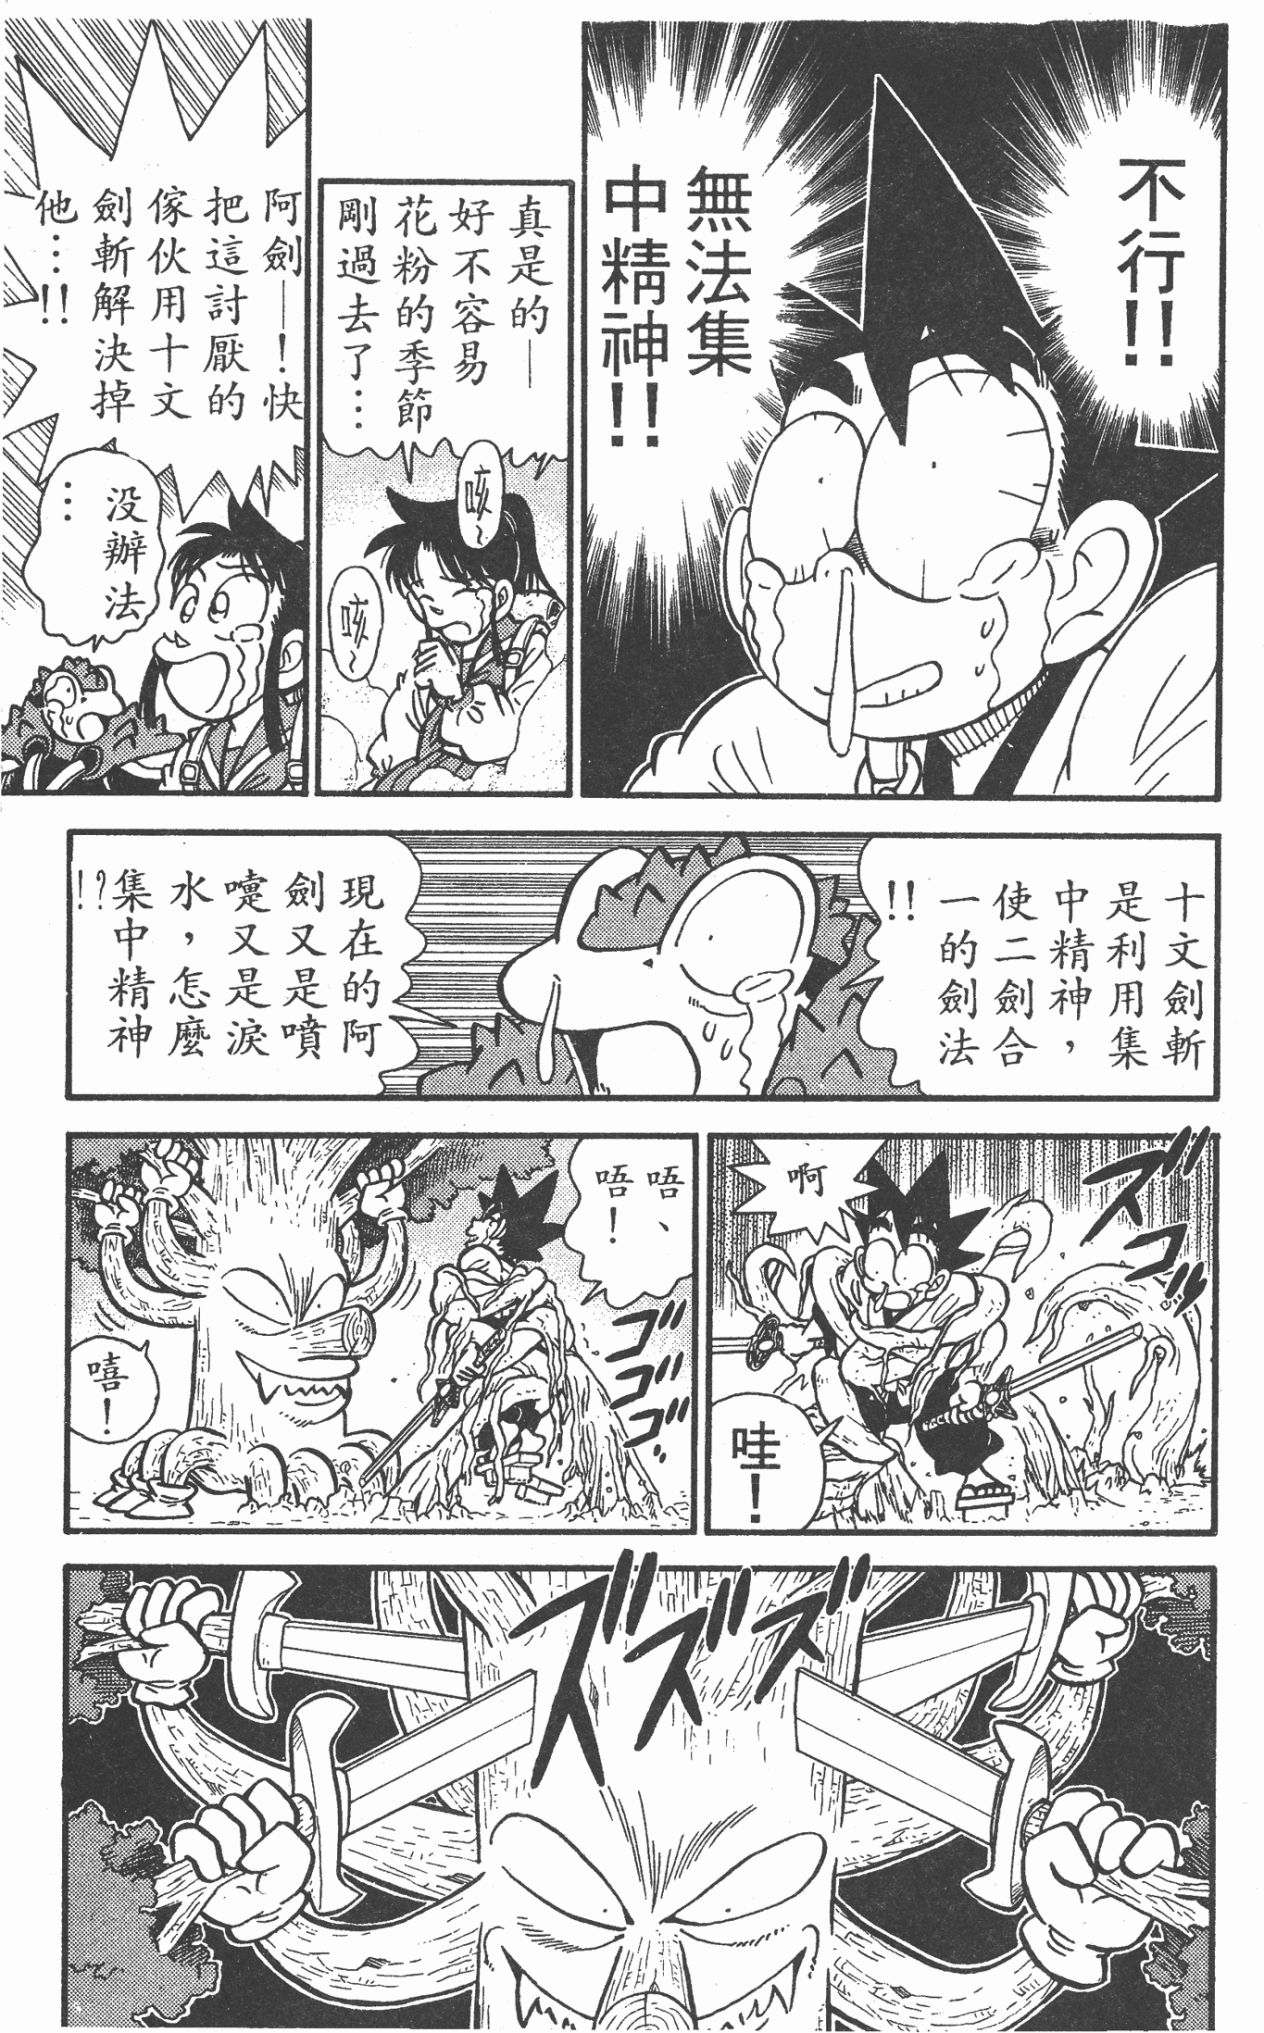 不行!!
無法集
中精神!!
真是的—
好不容易
花粉的季節
剛過去了…
咳~
咳~
阿劍—!快
把這討厭的
傢伙用十文
劍斬解決掉
他…!!
没辦法
…
十文劍斬
是利用集
中精神，
使二劍合
一的劍法
!!
現在的阿
劍又是噴
嚏又是淚
水，怎麼
集中精神
!?
啊
ズゴゴ
哇!
唔、
唔!
ゴゴゴ
嘻!
ズズズ